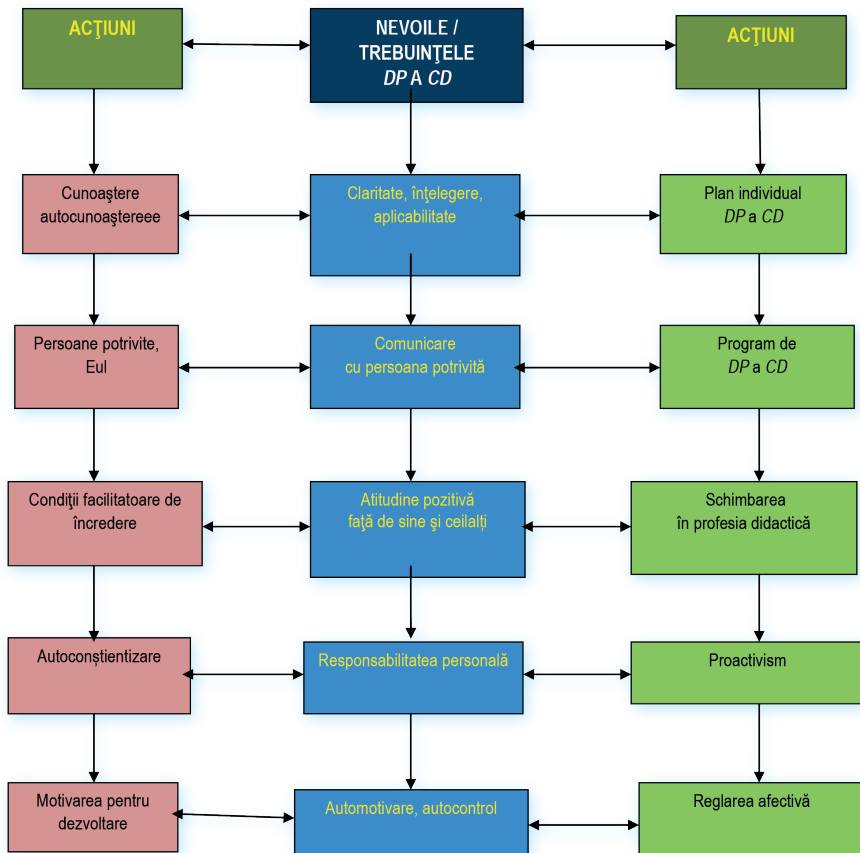 ACŢIUNI
NEVOILE /
TREBUINŢELE
DP A CD
ACŢIUNI
Cunoaştere
autocunoaştereee
Claritate, înţelegere,
aplicabilitate
Plan individual
DP a CD
Persoane potrivite,
Eul
Comunicare
cu persoana potrivită
Program de
DP a CD
Condiţii facilitatoare de
încredere
Atitudine pozitivă
faţă de sine şi ceilalți
Schimbarea
în profesia didactică
Autoconștientizare
Responsabilitatea personală
Proactivism
Motivarea pentru
dezvoltare
Automotivare, autocontrol
Reglarea afectivă